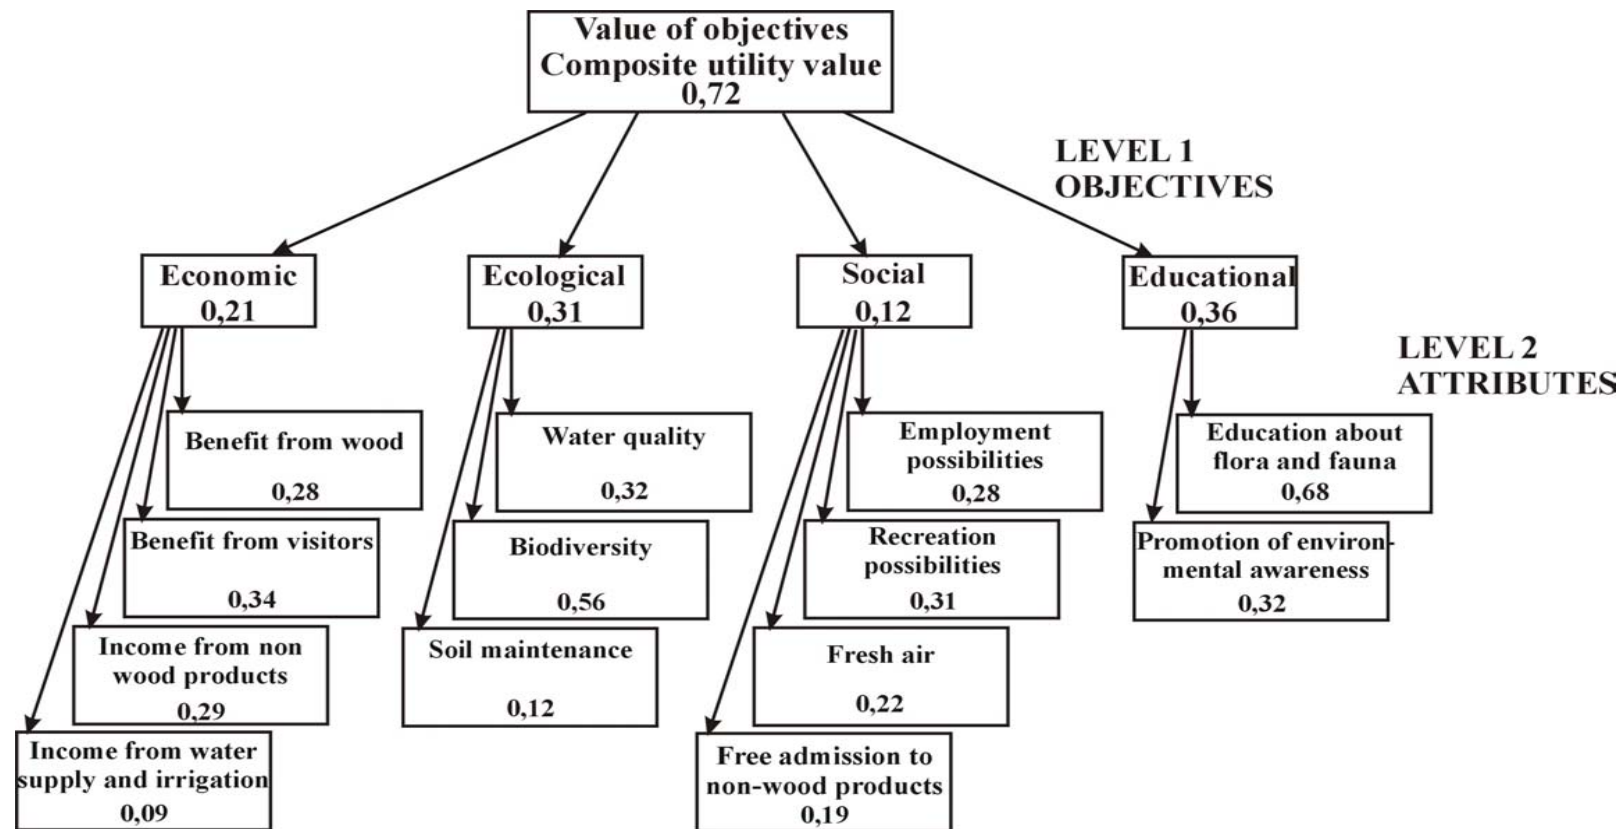 Value of objectives
Composite utility value
0,72
LEVEL 1
OBJECTIVES
Economic
0,21
Ecological
0,31
Social
0,12
Educational
0,36
LEVEL 2
ATTRIBUTES
Benefit from wood
0,28
Benefit from visitors
0,34
Income from non
wood products
0,29
Income from water
supply and irrigation
0,09
Water quality
0,32
Biodiversity
0,56
Soil maintenance
0,12
Employment
possibilities
0,28
Recreation
possibilities
0,31
Fresh air
0,22
Free admission to
non-wood products
0,19
Education about
flora and fauna
0,68
Promotion of environ-
mental awareness
0,32